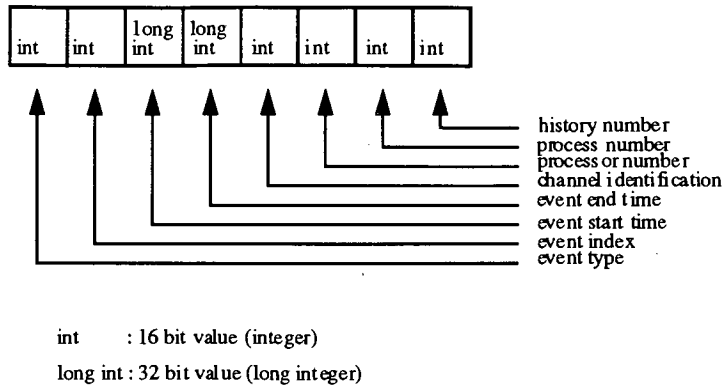 int int long int long int int int int int
history number
process number
processor number
channel identification
event end time
event start time
event index
event type
int : 16 bit value (integer)
long int : 32 bit value (long integer)